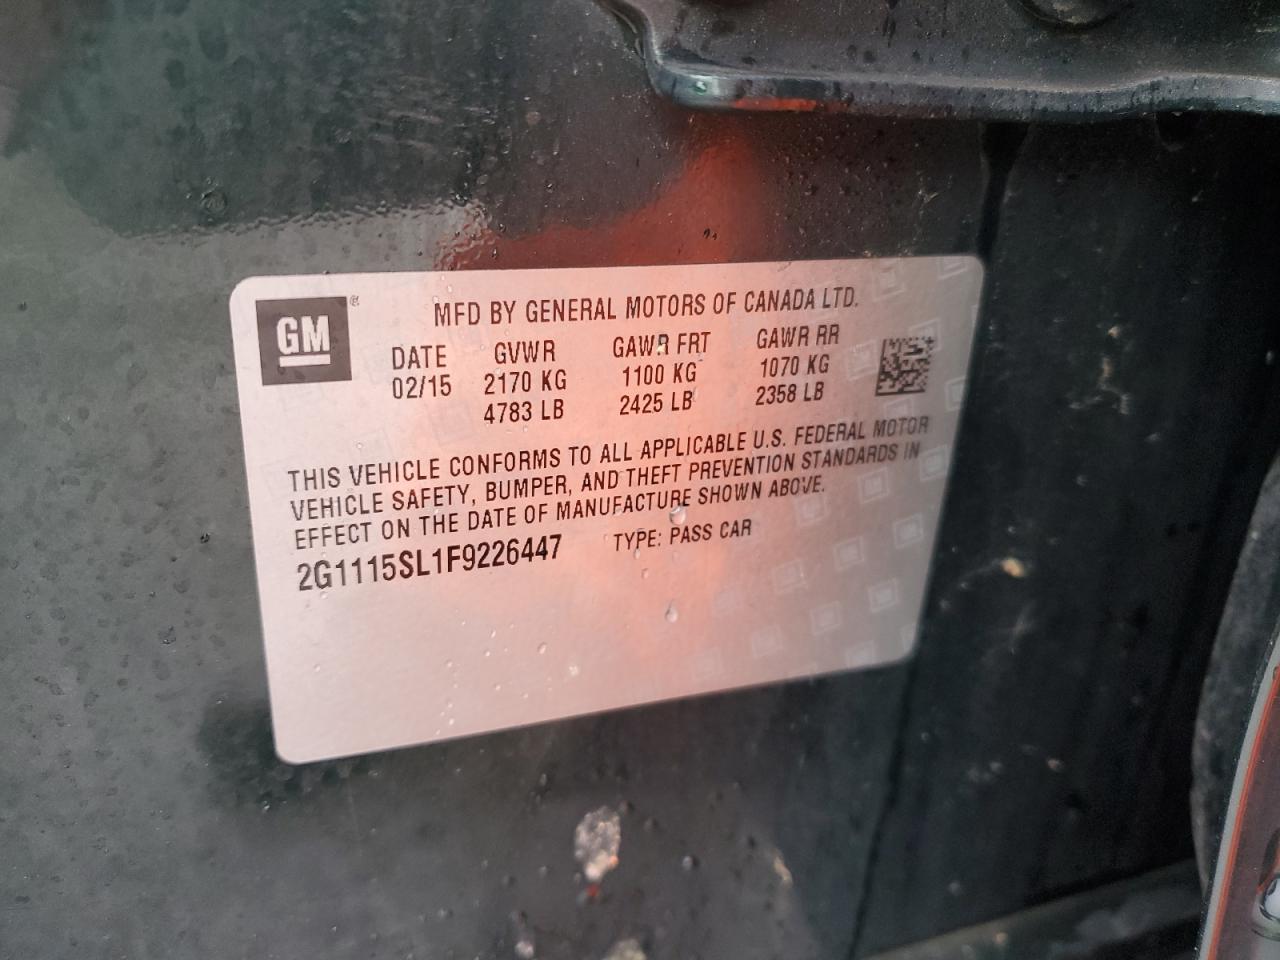 GM ®
MFD BY GENERAL MOTORS OF CANADA LTD.
DATE GVWR GAWR FRT GAWR RR
02/15 2170 KG 1100 KG 1070 KG
4783 LB 2425 LB 2358 LB
THIS VEHICLE CONFORMS TO ALL APPLICABLE U.S. FEDERAL MOTOR
VEHICLE SAFETY, BUMPER, AND THEFT PREVENTION STANDARDS IN
EFFECT ON THE DATE OF MANUFACTURE SHOWN ABOVE.
2G1115SL1F9226447 TYPE: PASS CAR